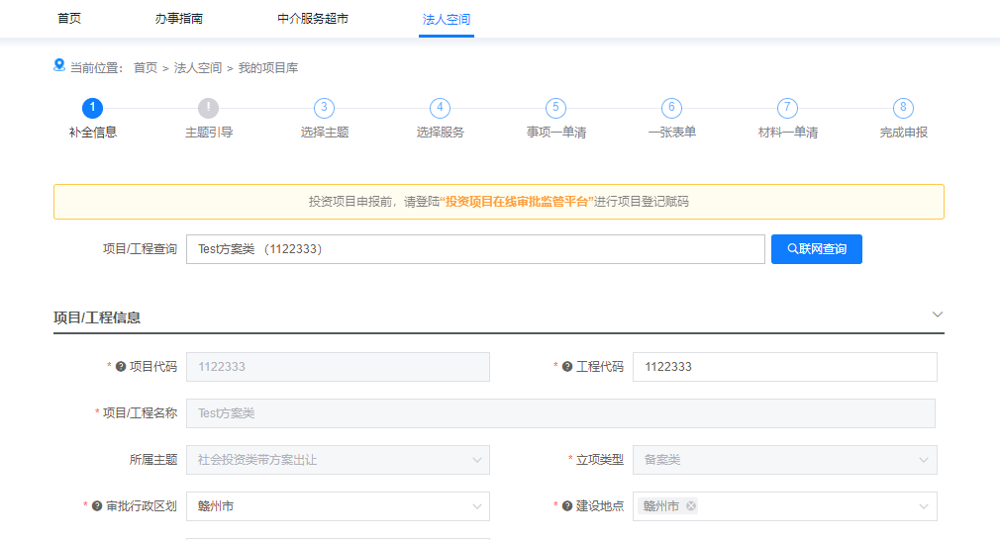 首页 办事指南 中介服务超市 法人空间
当前位置： 首页 > 法人空间 > 我的项目库
1 ! 3 4 5 6 7 8
补全信息 主题引导 选择主题 选择服务 事项一单清 一张表单 材料一单清 完成申报
投资项目申报前，请登陆“投资项目在线审批监管平台”进行项目登记赋码
项目/工程查询 Test方案类 （1122333） 联网查询
项目/工程信息
* ? 项目代码 1122333 * ? 工程代码 1122333
* 项目/工程名称 Test方案类
所属主题 社会投资类带方案出让 * 立项类型 备案类
* ? 审批行政区划 赣州市 * ? 建设地点 赣州市